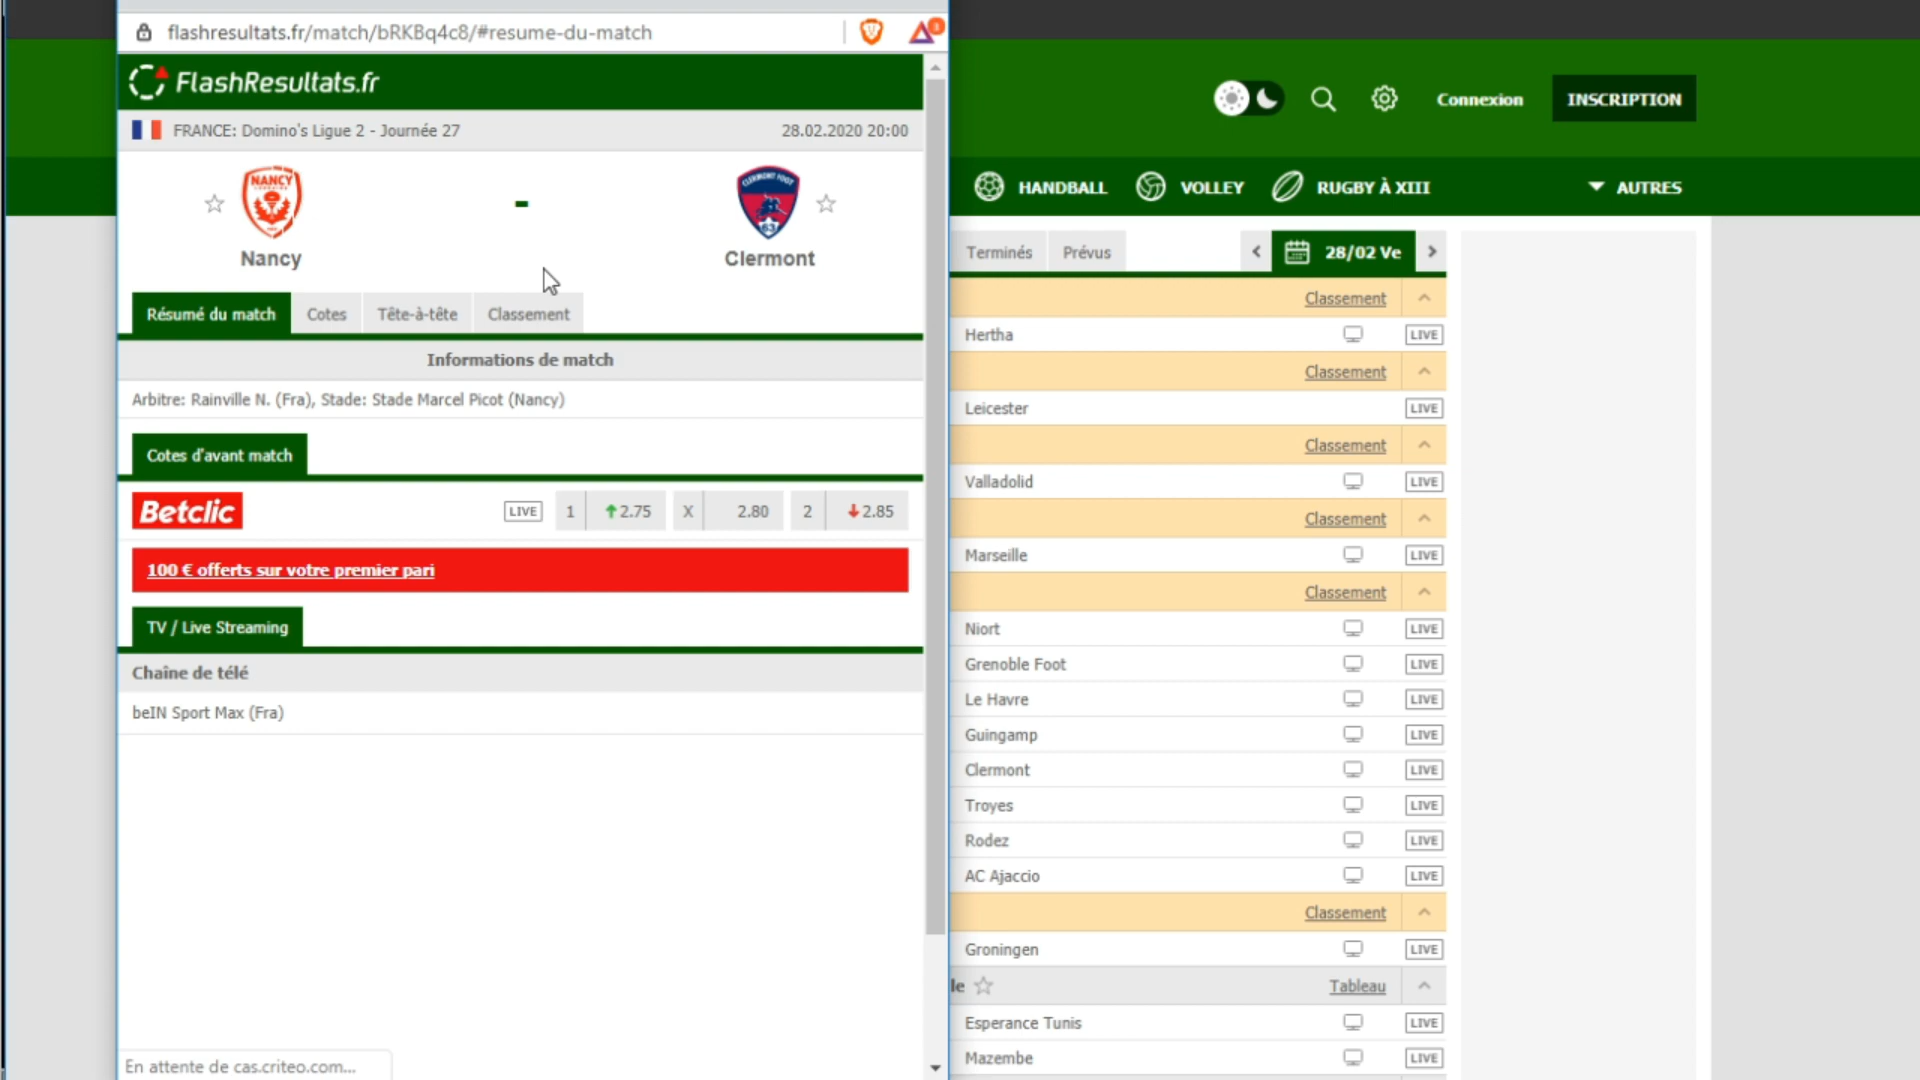 flashresultats.fr/match/bRKBq4c8/#resume-du-match
FlashResultats.fr
FRANCE: Domino's Ligue 2 - Journée 27
28.02.2020 20:00
NANCY
LORRAINE
CLERMONT FOOT
63
-
Nancy
Clermont
Résumé du match
Cotes
Tête-à-tête
Classement
Informations de match
Arbitre: Rainville N. (Fra), Stade: Stade Marcel Picot (Nancy)
Cotes d'avant match
Betclic
LIVE
1 2.75
X 2.80
2 2.85
100 € offerts sur votre premier pari
TV / Live Streaming
Chaîne de télé
beIN Sport Max (Fra)
En attente de cas.criteo.com...
Connexion
INSCRIPTION
HANDBALL
VOLLEY
RUGBY À XIII
AUTRES
Terminés
Prévus
28/02 Ve
Classement
Hertha LIVE
Classement
Leicester LIVE
Classement
Valladolid LIVE
Classement
Marseille LIVE
Classement
Niort LIVE
Grenoble Foot LIVE
Le Havre LIVE
Guingamp LIVE
Clermont LIVE
Troyes LIVE
Rodez LIVE
AC Ajaccio LIVE
Classement
Groningen LIVE
le Tableau
Esperance Tunis LIVE
Mazembe LIVE